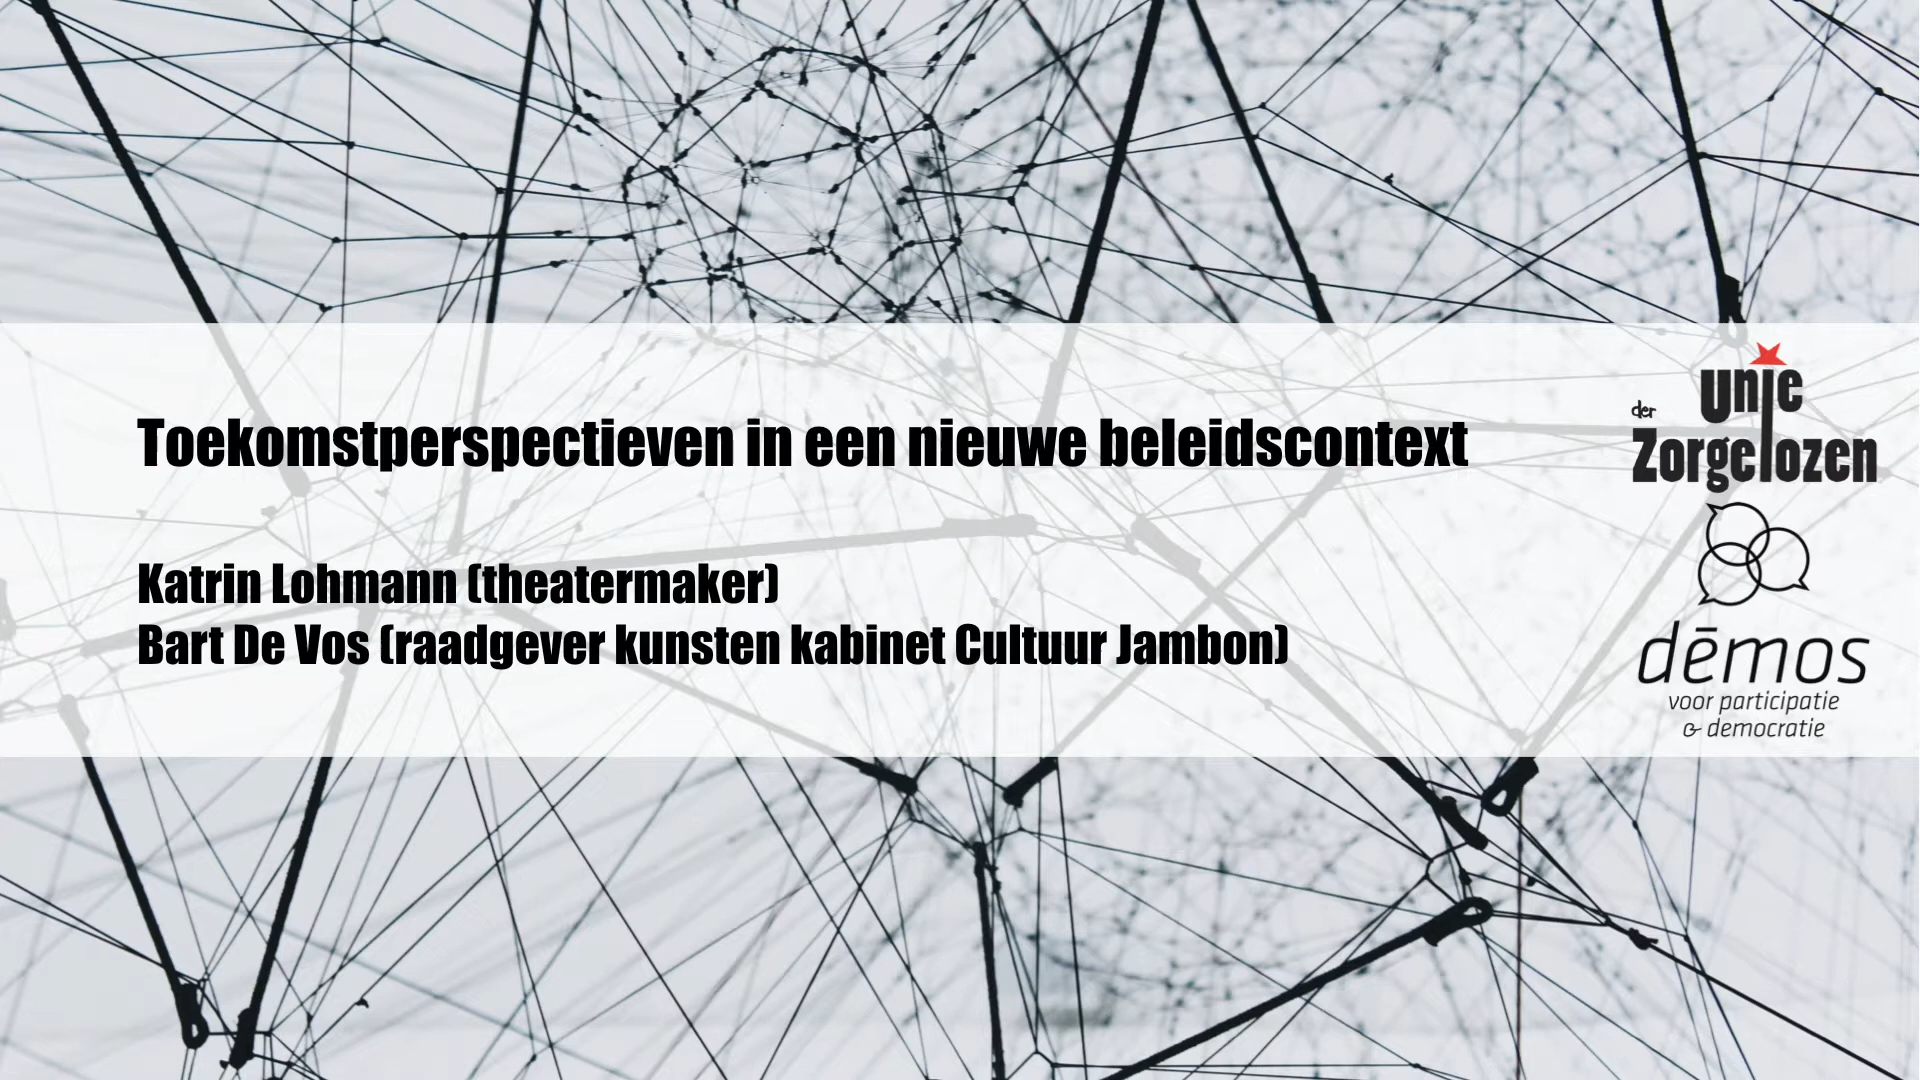 Toekomstperspectieven in een nieuwe beleidscontext
Katrin Lohmann (theatermaker)
Bart De Vos (raadgever kunsten kabinet Cultuur Jambon)
unie
der
Zorgelozen
dēmos
voor participatie
& democratie